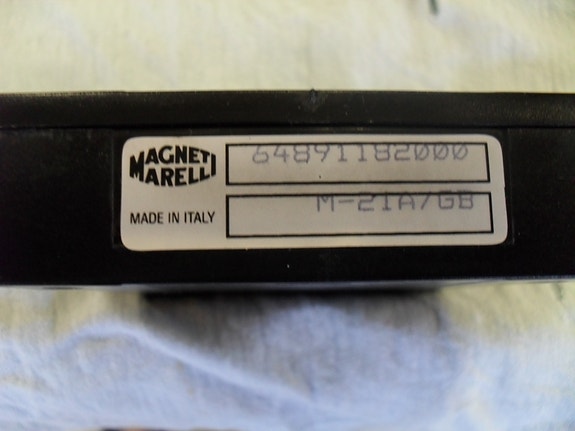 MAGNETI
MARELLI
64891182000
M-21A/GB
MADE IN ITALY